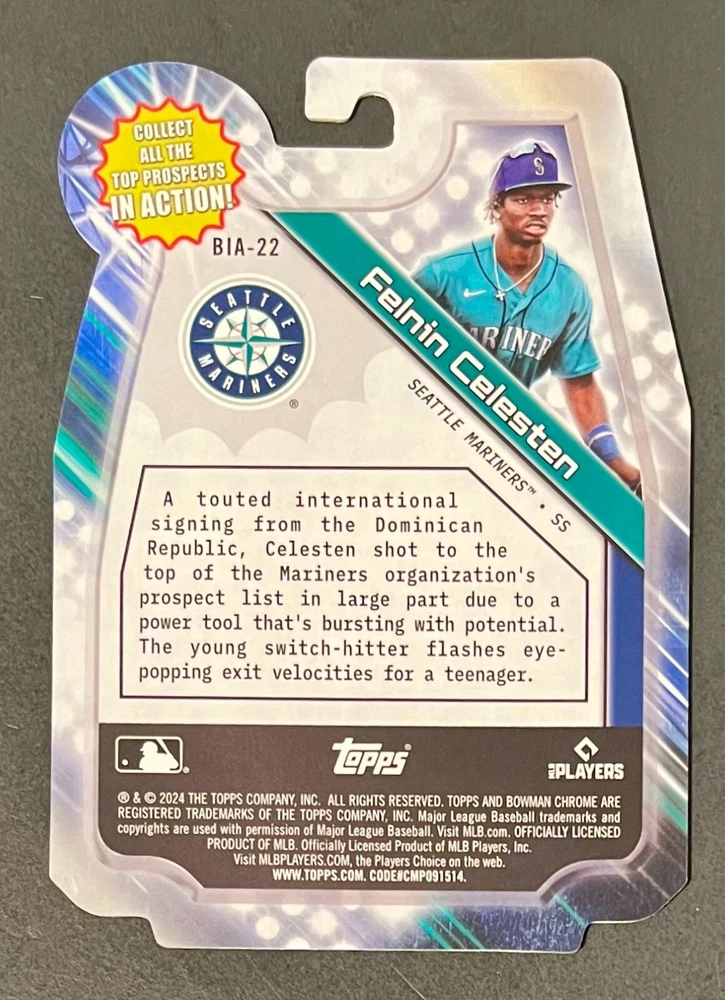 COLLECT
ALL THE
TOP PROSPECTS
IN ACTION!
BIA-22
SEATTLE
MARINERS
®
S
MARINER
Felnin Celesten
SEATTLE MARINERS™ • SS
A touted international
signing from the Dominican
Republic, Celesten shot to the
top of the Mariners organization's
prospect list in large part due to a
power tool that's bursting with potential.
The young switch-hitter flashes eye-
popping exit velocities for a teenager.
Topps®
MLB PLAYERS
® & © 2024 THE TOPPS COMPANY, INC. ALL RIGHTS RESERVED. TOPPS AND BOWMAN CHROME ARE
REGISTERED TRADEMARKS OF THE TOPPS COMPANY, INC. Major League Baseball trademarks and
copyrights are used with permission of Major League Baseball. Visit MLB.com. OFFICIALLY LICENSED
PRODUCT OF MLB. Officially Licensed Product of MLB Players, Inc.
Visit MLBPLAYERS.COM, the Players Choice on the web.
WWW.TOPPS.COM. CODE#CMP091514.